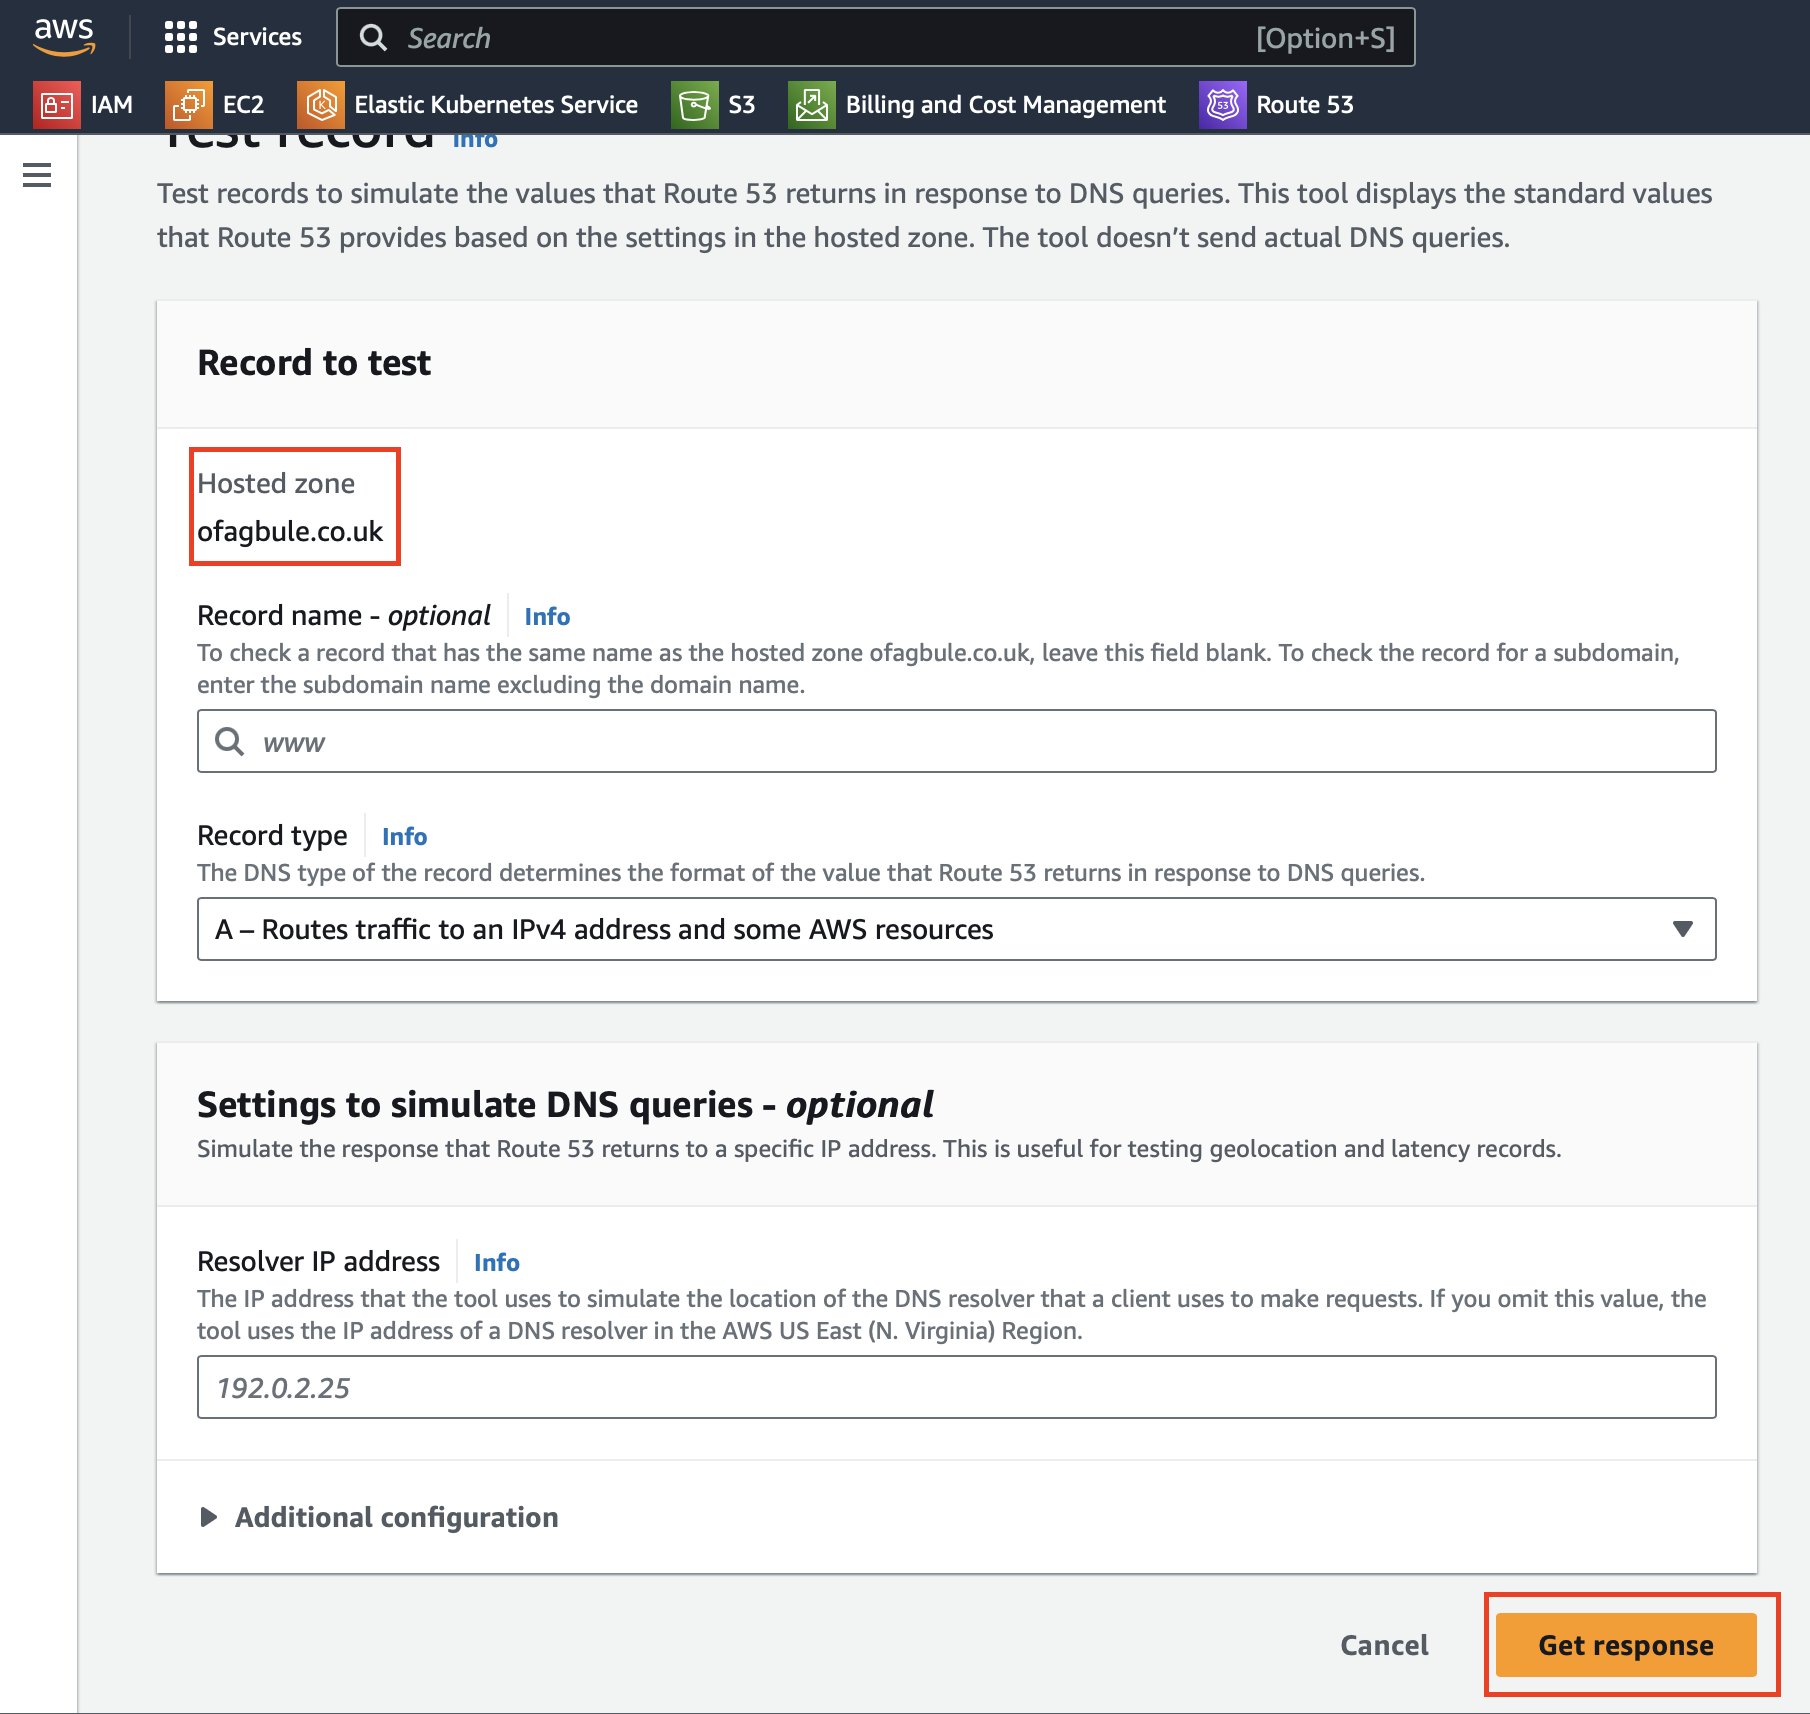 aws
Services
Search
[Option+S]
IAM
EC2
Elastic Kubernetes Service
S3
Billing and Cost Management
53
Route 53
Test record
Info
Test records to simulate the values that Route 53 returns in response to DNS queries. This tool displays the standard values
that Route 53 provides based on the settings in the hosted zone. The tool doesn’t send actual DNS queries.
Record to test
Hosted zone
ofagbule.co.uk
Record name - optional
Info
To check a record that has the same name as the hosted zone ofagbule.co.uk, leave this field blank. To check the record for a subdomain,
enter the subdomain name excluding the domain name.
www
Record type
Info
The DNS type of the record determines the format of the value that Route 53 returns in response to DNS queries.
A – Routes traffic to an IPv4 address and some AWS resources
Settings to simulate DNS queries - optional
Simulate the response that Route 53 returns to a specific IP address. This is useful for testing geolocation and latency records.
Resolver IP address
Info
The IP address that the tool uses to simulate the location of the DNS resolver that a client uses to make requests. If you omit this value, the
tool uses the IP address of a DNS resolver in the AWS US East (N. Virginia) Region.
192.0.2.25
Additional configuration
Cancel
Get response